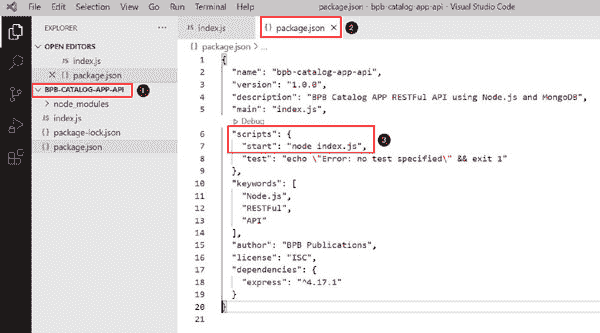 File Edit Selection View Go Run Terminal Help
package.json - bpb-catalog-app-api - Visual Studio Code
EXPLORER
OPEN EDITORS
index.js
{} package.json
BPB-CATALOG-APP-API
1
node_modules
index.js
package-lock.json
package.json
index.js
{} package.json
2
{} package.json > ...
1 {
2 "name": "bpb-catalog-app-api",
3 "version": "1.0.0",
4 "description": "BPB Catalog APP RESTFul API using Node.js and MongoDB",
5 "main": "index.js",
Debug
6 "scripts": {
7 "start": "node index.js",
3
8 "test": "echo \"Error: no test specified\" && exit 1"
9 },
10 "keywords": [
11 "Node.js",
12 "RESTFul",
13 "API"
14 ],
15 "author": "BPB Publications",
16 "license": "ISC",
17 "dependencies": {
18 "express": "^4.17.1"
19 }
20 }
21